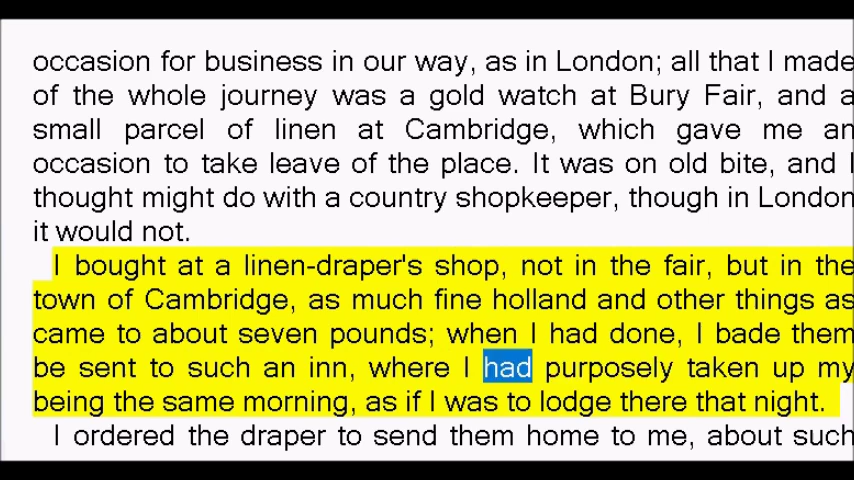 occasion for business in our way, as in London; all that I made
of the whole journey was a gold watch at Bury Fair, and a
small parcel of linen at Cambridge, which gave me an
occasion to take leave of the place. It was on old bite, and I
thought might do with a country shopkeeper, though in London
it would not.
I bought at a linen-draper's shop, not in the fair, but in the
town of Cambridge, as much fine holland and other things as
came to about seven pounds; when I had done, I bade them
be sent to such an inn, where I had purposely taken up my
being the same morning, as if I was to lodge there that night.
I ordered the draper to send them home to me, about such